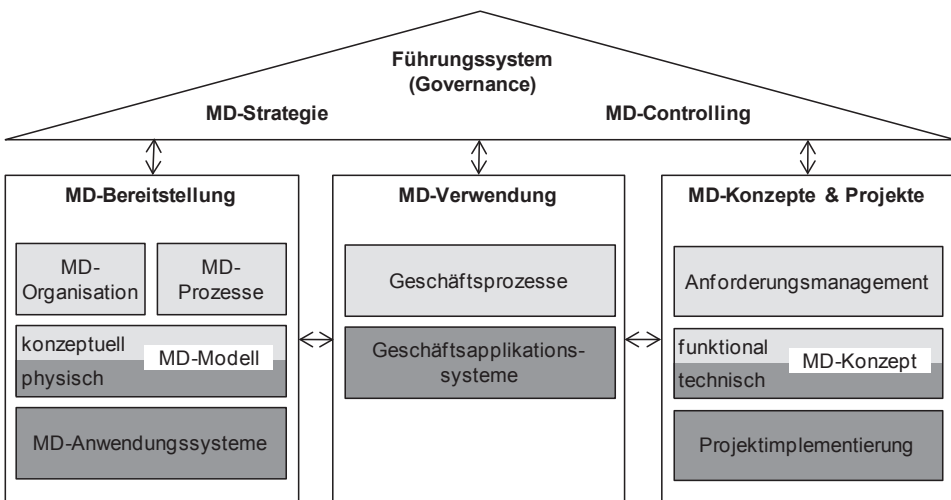 Führungssystem
(Governance)
MD-Strategie
MD-Controlling
MD-Bereitstellung
MD-
Organisation
MD-
Prozesse
konzeptuell
MD-Modell
physisch
MD-Anwendungssysteme
MD-Verwendung
Geschäftsprozesse
Geschäftsapplikations-
systeme
MD-Konzepte & Projekte
Anforderungsmanagement
funktional
MD-Konzept
technisch
Projektimplementierung